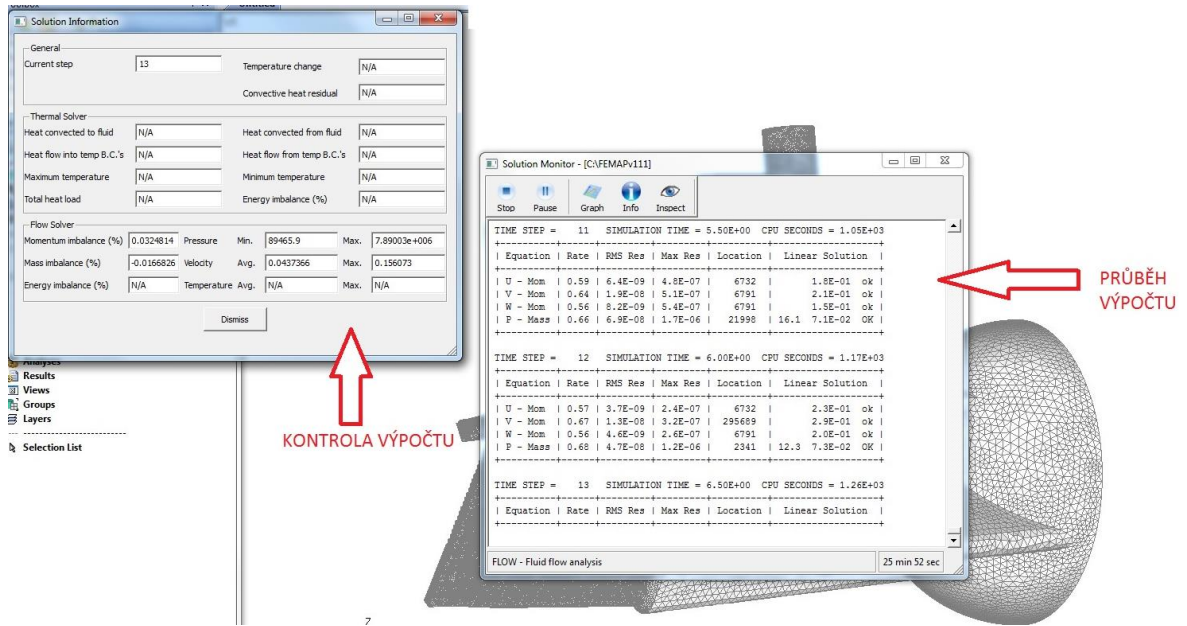 Untitled
Solution Information
General
Current step 13 Temperature change N/A
Convective heat residual N/A
Thermal Solver
Heat convected to fluid N/A Heat convected from fluid N/A
Heat flow into temp B.C.'s N/A Heat flow from temp B.C.'s N/A
Maximum temperature N/A Minimum temperature N/A
Total heat load N/A Energy imbalance (%) N/A
Flow Solver
Momentum imbalance (%) 0.0324814 Pressure Min. 89465.9 Max. 7.89003e+006
Mass imbalance (%) -0.0166826 Velocity Avg. 0.0437366 Max. 0.156073
Energy imbalance (%) N/A Temperature Avg. N/A Max. N/A
Dismiss
Analyses
Results
Views
Groups
Layers
Selection List
KONTROLA VÝPOČTU
Solution Monitor - [C:\FEMAPv111]
Stop Pause Graph Info Inspect
TIME STEP = 11 SIMULATION TIME = 5.50E+00 CPU SECONDS = 1.05E+03
| Equation | Rate | RMS Res | Max Res | Location | Linear Solution |
| U - Mom | 0.59 | 6.4E-09 | 4.8E-07 | 6732 | 1.8E-01 ok |
| V - Mom | 0.64 | 1.9E-08 | 5.1E-07 | 6791 | 2.1E-01 ok |
| W - Mom | 0.56 | 8.2E-09 | 5.4E-07 | 6791 | 1.5E-01 ok |
| P - Mass | 0.66 | 6.9E-08 | 1.7E-06 | 21998 | 16.1 7.1E-02 OK |
TIME STEP = 12 SIMULATION TIME = 6.00E+00 CPU SECONDS = 1.17E+03
| Equation | Rate | RMS Res | Max Res | Location | Linear Solution |
| U - Mom | 0.57 | 3.7E-09 | 2.4E-07 | 6732 | 2.3E-01 ok |
| V - Mom | 0.67 | 1.3E-08 | 3.2E-07 | 295689 | 2.9E-01 ok |
| W - Mom | 0.56 | 4.6E-09 | 2.6E-07 | 6791 | 2.0E-01 ok |
| P - Mass | 0.68 | 4.7E-08 | 1.2E-06 | 2341 | 12.3 7.3E-02 OK |
TIME STEP = 13 SIMULATION TIME = 6.50E+00 CPU SECONDS = 1.26E+03
| Equation | Rate | RMS Res | Max Res | Location | Linear Solution |
FLOW - Fluid flow analysis 25 min 52 sec
PRŮBĚH
VÝPOČTU
Z